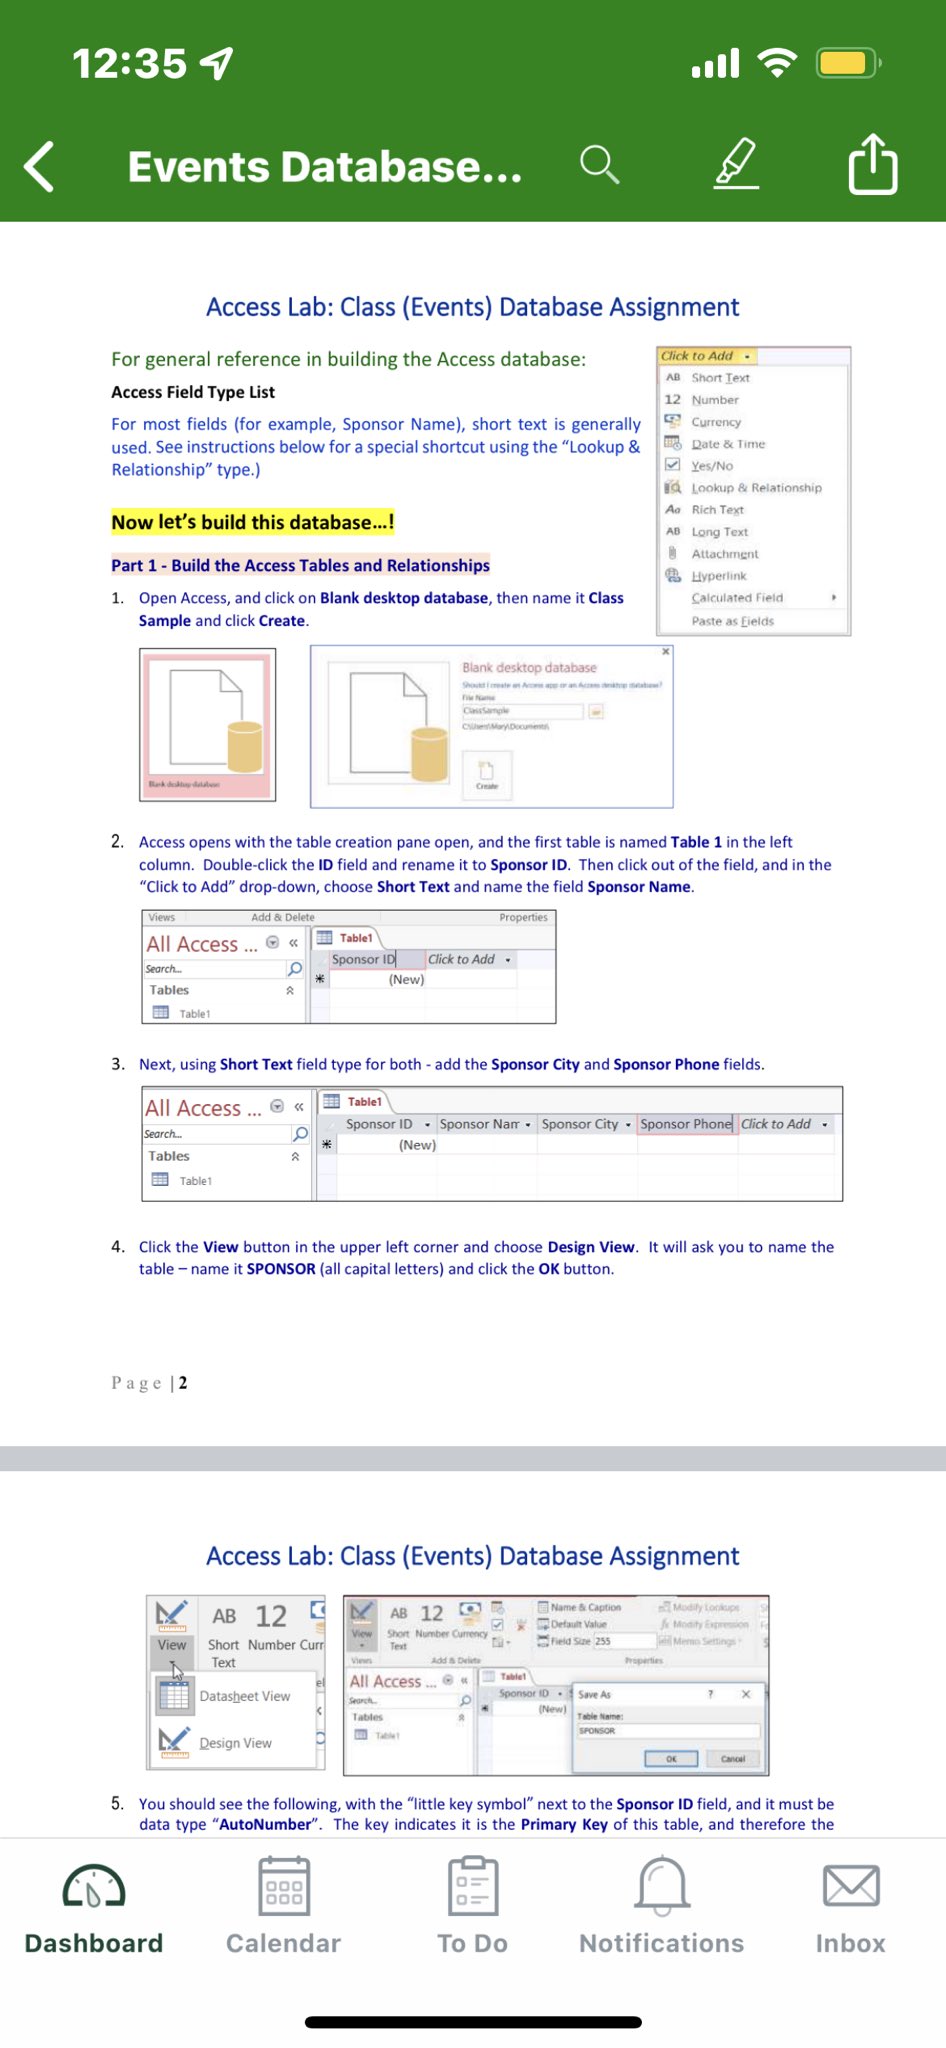 12:35
Events Database...
Access Lab: Class (Events) Database Assignment
For general reference in building the Access database:
Access Field Type List
For most fields (for example, Sponsor Name), short text is generally
used. See instructions below for a special shortcut using the “Lookup &
Relationship” type.)
Click to Add
AB Short Text
12 Number
Currency
Date & Time
Yes/No
Lookup & Relationship
Aa Rich Text
AB Long Text
Attachment
Hyperlink
Calculated Field
Paste as Fields
Now let’s build this database...!
Part 1 - Build the Access Tables and Relationships
1. Open Access, and click on Blank desktop database, then name it Class
Sample and click Create.
Blank desktop database
Blank desktop database
Should I create an Access app or an Access desktop database?
File Name
ClassSample
C:\Users\Mary\Documents\
Create
2. Access opens with the table creation pane open, and the first table is named Table 1 in the left
column. Double-click the ID field and rename it to Sponsor ID. Then click out of the field, and in the
“Click to Add” drop-down, choose Short Text and name the field Sponsor Name.
Views Add & Delete Properties
All Access ... « Table1
Search... Sponsor ID Click to Add
Tables (New)
Table1
3. Next, using Short Text field type for both - add the Sponsor City and Sponsor Phone fields.
All Access ... « Table1
Search... Sponsor ID Sponsor Nam Sponsor City Sponsor Phone Click to Add
Tables (New)
Table1
4. Click the View button in the upper left corner and choose Design View. It will ask you to name the
table – name it SPONSOR (all capital letters) and click the OK button.
Page | 2
Access Lab: Class (Events) Database Assignment
AB 12
View Short Number Curr
Text
Datasheet View
Design View
AB 12
View Short Number Currency
Text
Name & Caption Modify Lookups
Default Value Modify Expression
Field Size 255 Memo Settings
Views Add & Delete Properties
All Access ... « Table1
Search... Sponsor ID
Tables (New)
Table1
Save As ? X
Table Name:
SPONSOR
OK Cancel
5. You should see the following, with the “little key symbol” next to the Sponsor ID field, and it must be
data type “AutoNumber”. The key indicates it is the Primary Key of this table, and therefore the
Dashboard Calendar To Do Notifications Inbox